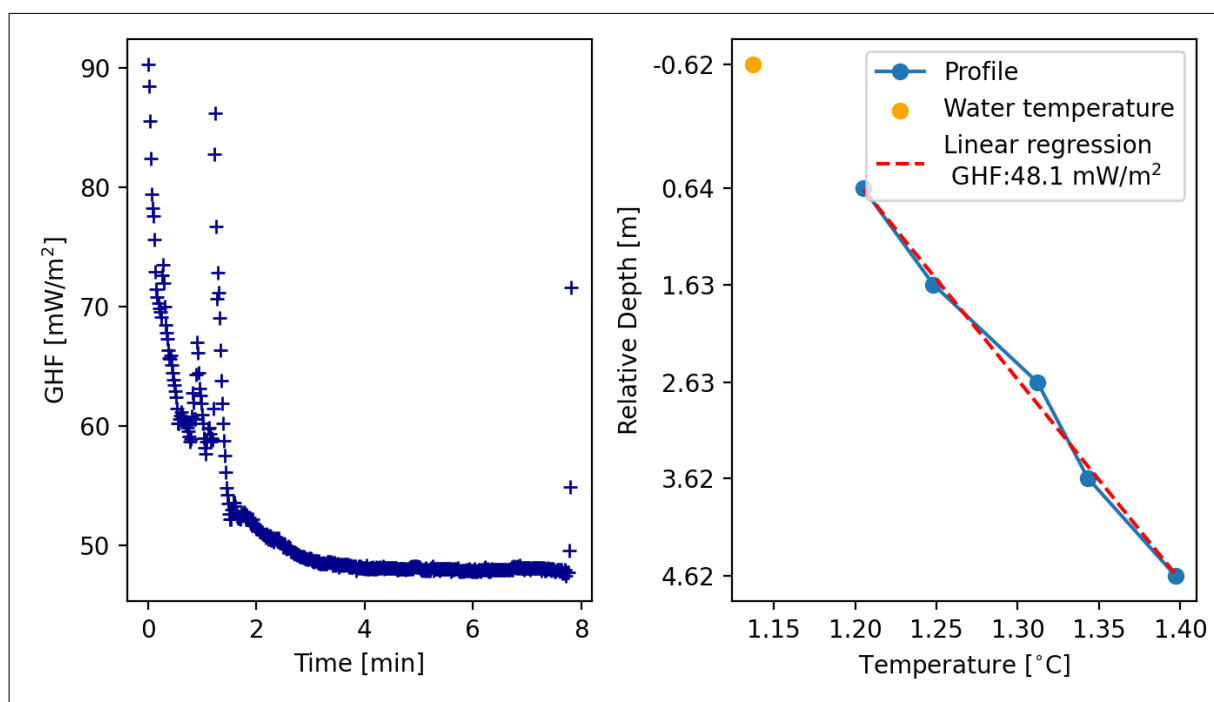 GHF [mW/m²]
90
80
70
60
50
0 2 4 6 8
Time [min]
Relative Depth [m]
-0.62
0.64
1.63
2.63
3.62
4.62
Profile
Water temperature
Linear regression
GHF:48.1 mW/m²
1.15 1.20 1.25 1.30 1.35 1.40
Temperature [°C]